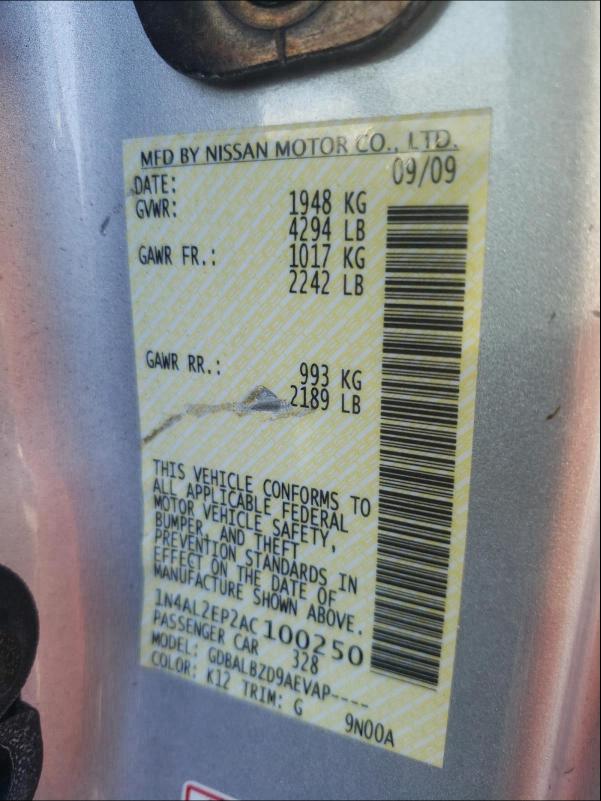 MFD BY NISSAN MOTOR CO., LTD.
DATE: 09/09
GVWR: 1948 KG
4294 LB
GAWR FR.: 1017 KG
2242 LB
GAWR RR.: 993 KG
2189 LB
THIS VEHICLE CONFORMS TO
ALL APPLICABLE FEDERAL
MOTOR VEHICLE SAFETY,
BUMPER, AND THEFT
PREVENTION STANDARDS IN
EFFECT ON THE DATE OF
MANUFACTURE SHOWN ABOVE.
1N4AL2EP2AC100250
PASSENGER CAR 328
MODEL: GDBALBZD9AEVAP----
COLOR: K12 TRIM: G 9N00A